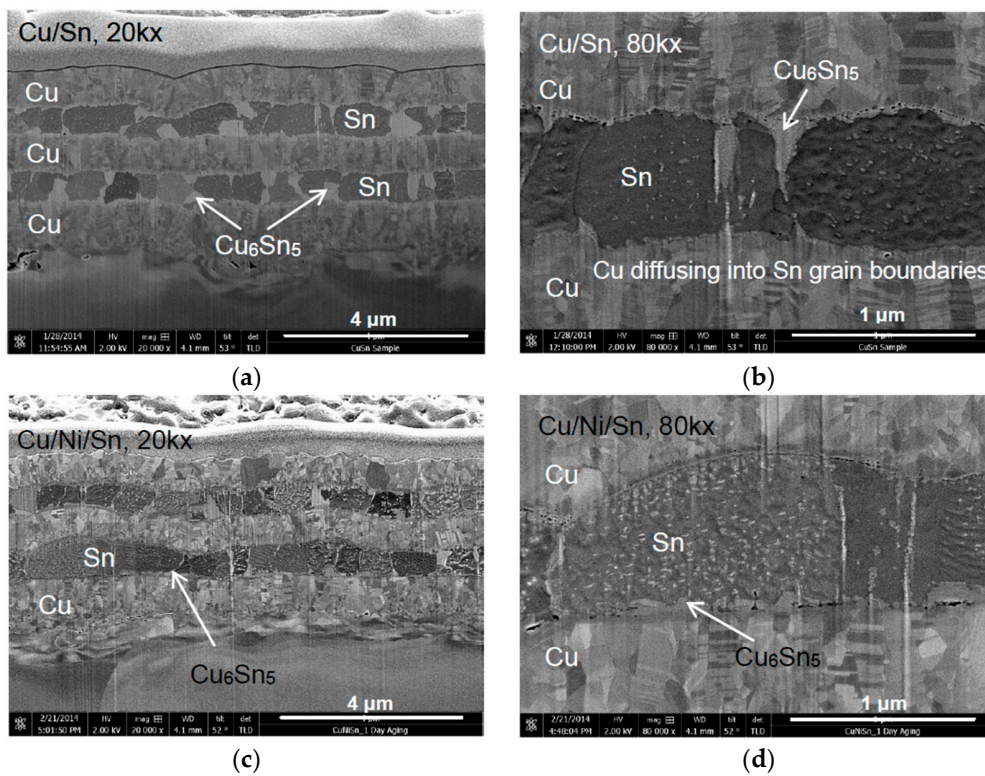 Cu/Sn, 20kx
Cu
Sn
Cu
Sn
Cu
Cu₆Sn₅
4 µm
1/28/2014 HV mag WD tilt det
11:54:55 AM 2.00 kV 20 000 x 4.1 mm 53 ° TLD CuSn Sample
(a)
Cu/Sn, 80kx
Cu₆Sn₅
Cu
Sn
Cu diffusing into Sn grain boundaries
Cu
1 µm
1/28/2014 HV mag WD tilt det
12:10:00 PM 2.00 kV 80 000 x 4.1 mm 53 ° TLD CuSn Sample
(b)
Cu/Ni/Sn, 20kx
Sn
Cu
Cu₆Sn₅
4 µm
2/21/2014 HV mag WD tilt det
5:01:50 PM 2.00 kV 20 000 x 4.1 mm 52 ° TLD CuNiSn_1 Day Aging
(c)
Cu/Ni/Sn, 80kx
Cu
Sn
Cu₆Sn₅
Cu
1 µm
2/21/2014 HV mag WD tilt det
4:48:04 PM 2.00 kV 80 000 x 4.1 mm 52 ° TLD CuNiSn_1 Day Aging
(d)